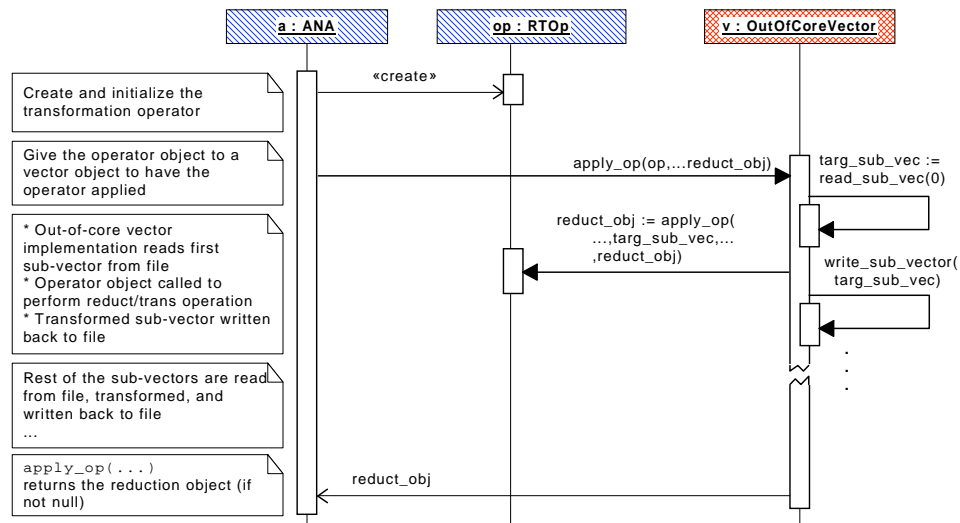 a : ANA
op : RTOp
v : OutOfCoreVector
«create»
Create and initialize the
transformation operator
Give the operator object to a
vector object to have the
operator applied
apply_op(op,...reduct_obj)
targ_sub_vec :=
read_sub_vec(0)
* Out-of-core vector
implementation reads first
sub-vector from file
* Operator object called to
perform reduct/trans operation
* Transformed sub-vector written
back to file
reduct_obj := apply_op(
...,targ_sub_vec,...
,reduct_obj)
write_sub_vector(
targ_sub_vec)
.
.
.
Rest of the sub-vectors are read
from file, transformed, and
written back to file
...
apply_op(...)
returns the reduction object (if
not null)
reduct_obj